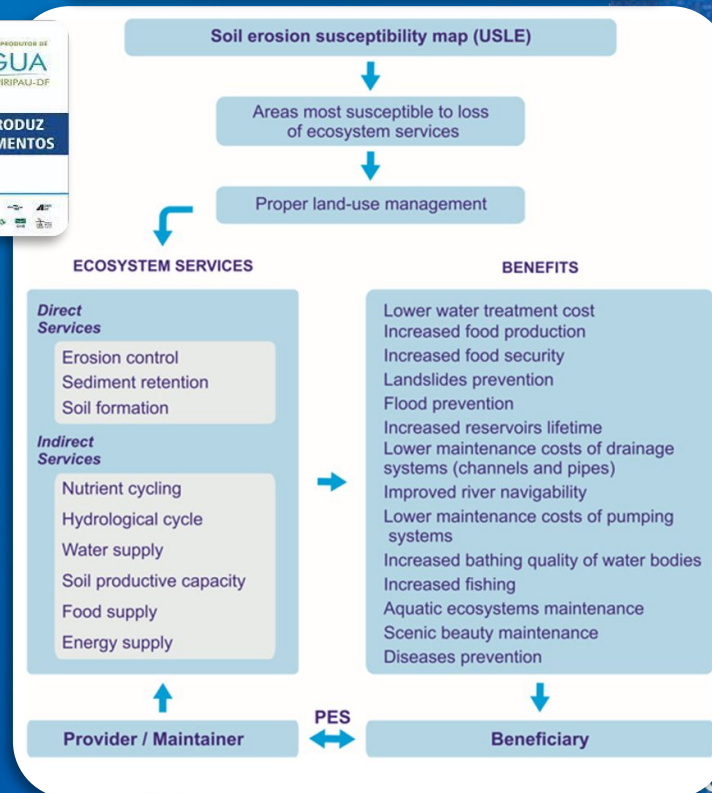 PRODUTOR DE
GUA
IRIPAU-DF
RODUZ
MENTOS
Soil erosion susceptibility map (USLE)
Areas most susceptible to loss
of ecosystem services
Proper land-use management
ECOSYSTEM SERVICES
Direct
Services
Erosion control
Sediment retention
Soil formation
Indirect
Services
Nutrient cycling
Hydrological cycle
Water supply
Soil productive capacity
Food supply
Energy supply
BENEFITS
Lower water treatment cost
Increased food production
Increased food security
Landslides prevention
Flood prevention
Increased reservoirs lifetime
Lower maintenance costs of drainage
systems (channels and pipes)
Improved river navigability
Lower maintenance costs of pumping
systems
Increased bathing quality of water bodies
Increased fishing
Aquatic ecosystems maintenance
Scenic beauty maintenance
Diseases prevention
Provider / Maintainer
PES
Beneficiary